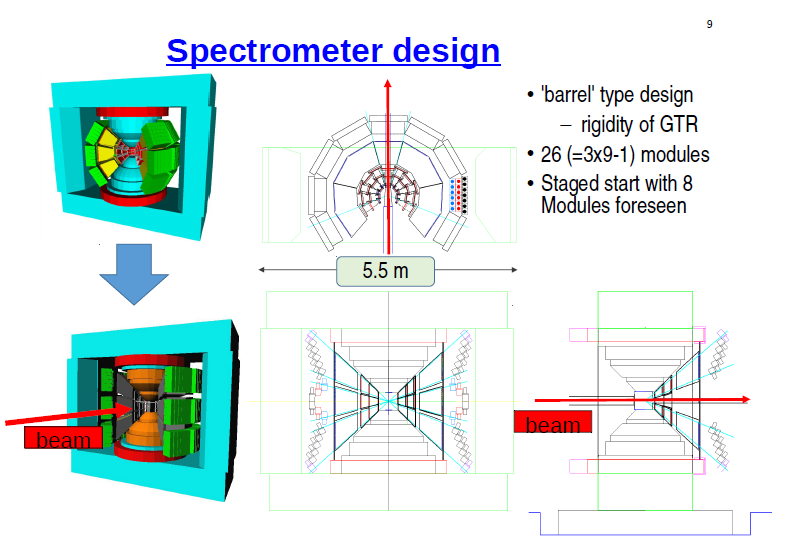 9
Spectrometer design
• 'barrel' type design
– rigidity of GTR
• 26 (=3x9-1) modules
• Staged start with 8
Modules foreseen
5.5 m
beam
beam